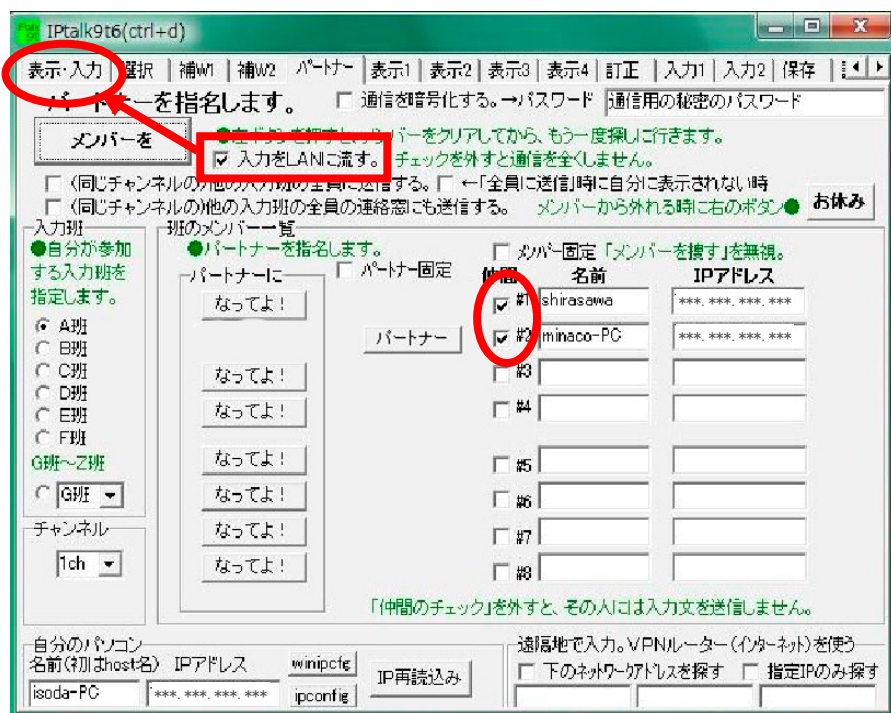 IPtalk9t6(ctrl+d)
表示・入力 選択 補W1 補W2 パートナー 表示1 表示2 表示3 表示4 訂正 入力1 入力2 保存
パートナーを指名します。 通信を暗号化する。→パスワード 通信用の秘密のパスワード
メンバーを
もう一度探しに行きます。
入力をLANに流す。 チェックを外すと通信を全くしません。
(同じチャンネルの)他の入力班の全員に送信する。 ←「全員に送信」時に自分に表示されない時
(同じチャンネルの)他の入力班の全員の連絡窓にも送信する。 メンバーから外れる時に右のボタン● お休み
入力班 班のメンバー一覧
●自分が参加する入力班を指定します。
●パートナーを指名します。 メンバー固定 「メンバーを捜す」を無視。
パートナーに パートナー固定 仲間 名前 IPアドレス
A班 なってよ! #1 shirasawa ***.***.***.***
B班 パートナー #2 minaco-PC ***.***.***.***
C班 なってよ! #3
D班 なってよ! #4
E班
F班
G班～Z班 なってよ! #5
G班 なってよ! #6
チャンネル なってよ! #7
1ch なってよ! #8
「仲間のチェック」を外すと、その人には入力文を送信しません。
自分のパソコン 遠隔地で入力。VPNルーター(インターネット)を使う
名前(初はhost名) IPアドレス winipcfg IP再読込み 下のネットワークアドレスを探す 指定IPのみ探す
isoda-PC ***.***.***.*** ipconfig